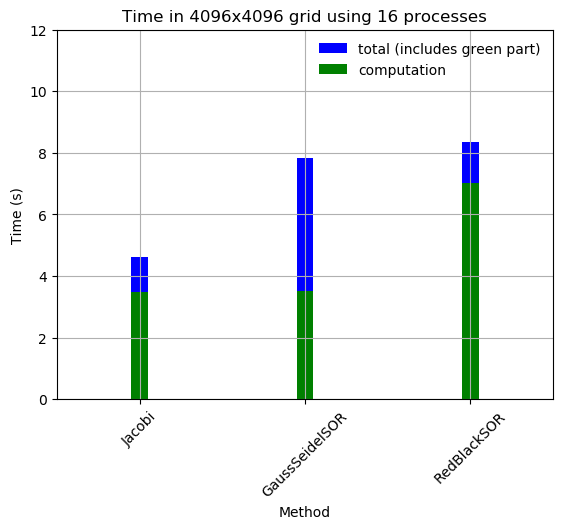 Time in 4096x4096 grid using 16 processes
total (includes green part)
computation
12
10
8
6
4
2
0
Time (s)
Jacobi
GaussSeidelSOR
RedBlackSOR
Method